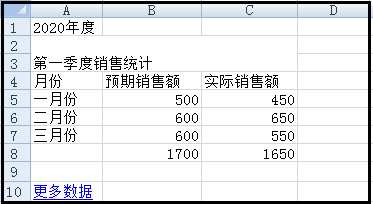 A B C D
1 2020年度
2
3 第一季度销售统计
4 月份 预期销售额 实际销售额
5 一月份 500 450
6 二月份 600 650
7 三月份 600 550
8 1700 1650
9
10 更多数据